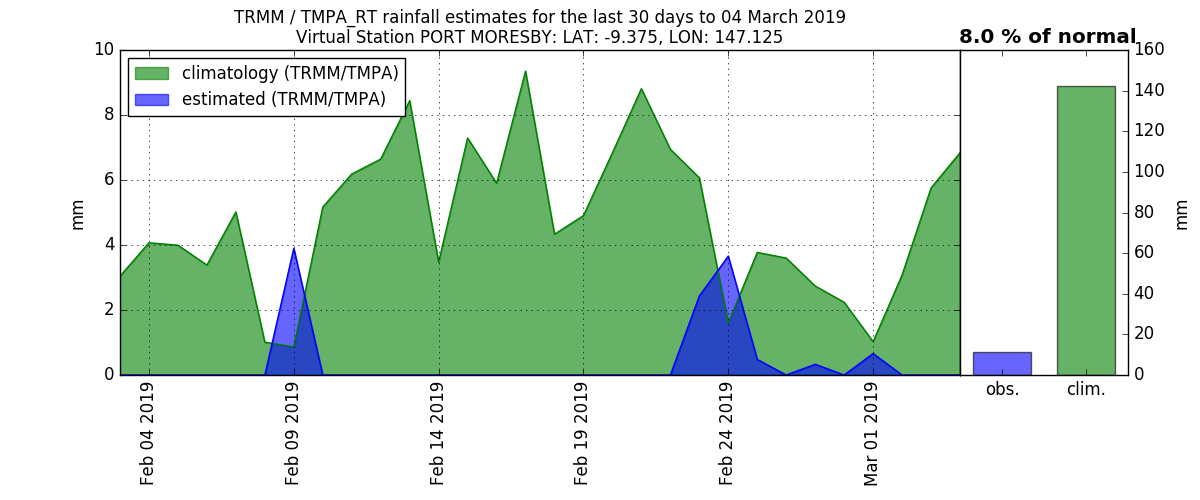 TRMM / TMPA_RT rainfall estimates for the last 30 days to 04 March 2019
Virtual Station PORT MORESBY: LAT: -9.375, LON: 147.125
8.0 % of normal
climatology (TRMM/TMPA)
estimated (TRMM/TMPA)
mm
10
8
6
4
2
0
Feb 04 2019
Feb 09 2019
Feb 14 2019
Feb 19 2019
Feb 24 2019
Mar 01 2019
obs.
clim.
160
140
120
100
80
60
40
20
0
mm